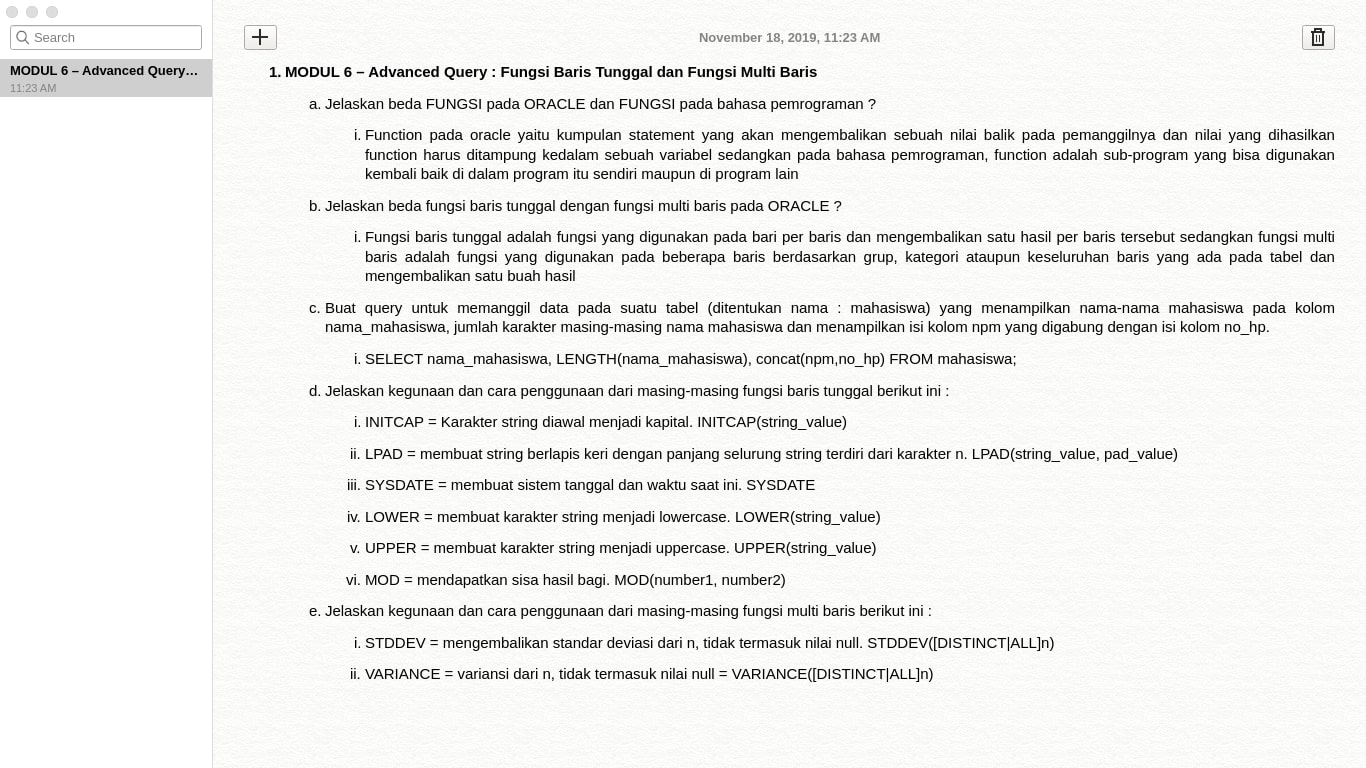 Search
November 18, 2019, 11:23 AM
MODUL 6 – Advanced Query…
11:23 AM
1. MODUL 6 – Advanced Query : Fungsi Baris Tunggal dan Fungsi Multi Baris
a. Jelaskan beda FUNGSI pada ORACLE dan FUNGSI pada bahasa pemrograman ?
i. Function pada oracle yaitu kumpulan statement yang akan mengembalikan sebuah nilai balik pada pemanggilnya dan nilai yang dihasilkan
function harus ditampung kedalam sebuah variabel sedangkan pada bahasa pemrograman, function adalah sub-program yang bisa digunakan
kembali baik di dalam program itu sendiri maupun di program lain
b. Jelaskan beda fungsi baris tunggal dengan fungsi multi baris pada ORACLE ?
i. Fungsi baris tunggal adalah fungsi yang digunakan pada bari per baris dan mengembalikan satu hasil per baris tersebut sedangkan fungsi multi
baris adalah fungsi yang digunakan pada beberapa baris berdasarkan grup, kategori ataupun keseluruhan baris yang ada pada tabel dan
mengembalikan satu buah hasil
c. Buat query untuk memanggil data pada suatu tabel (ditentukan nama : mahasiswa) yang menampilkan nama-nama mahasiswa pada kolom
nama_mahasiswa, jumlah karakter masing-masing nama mahasiswa dan menampilkan isi kolom npm yang digabung dengan isi kolom no_hp.
i. SELECT nama_mahasiswa, LENGTH(nama_mahasiswa), concat(npm,no_hp) FROM mahasiswa;
d. Jelaskan kegunaan dan cara penggunaan dari masing-masing fungsi baris tunggal berikut ini :
i. INITCAP = Karakter string diawal menjadi kapital. INITCAP(string_value)
ii. LPAD = membuat string berlapis keri dengan panjang selurung string terdiri dari karakter n. LPAD(string_value, pad_value)
iii. SYSDATE = membuat sistem tanggal dan waktu saat ini. SYSDATE
iv. LOWER = membuat karakter string menjadi lowercase. LOWER(string_value)
v. UPPER = membuat karakter string menjadi uppercase. UPPER(string_value)
vi. MOD = mendapatkan sisa hasil bagi. MOD(number1, number2)
e. Jelaskan kegunaan dan cara penggunaan dari masing-masing fungsi multi baris berikut ini :
i. STDDEV = mengembalikan standar deviasi dari n, tidak termasuk nilai null. STDDEV([DISTINCT|ALL]n)
ii. VARIANCE = variansi dari n, tidak termasuk nilai null = VARIANCE([DISTINCT|ALL]n)